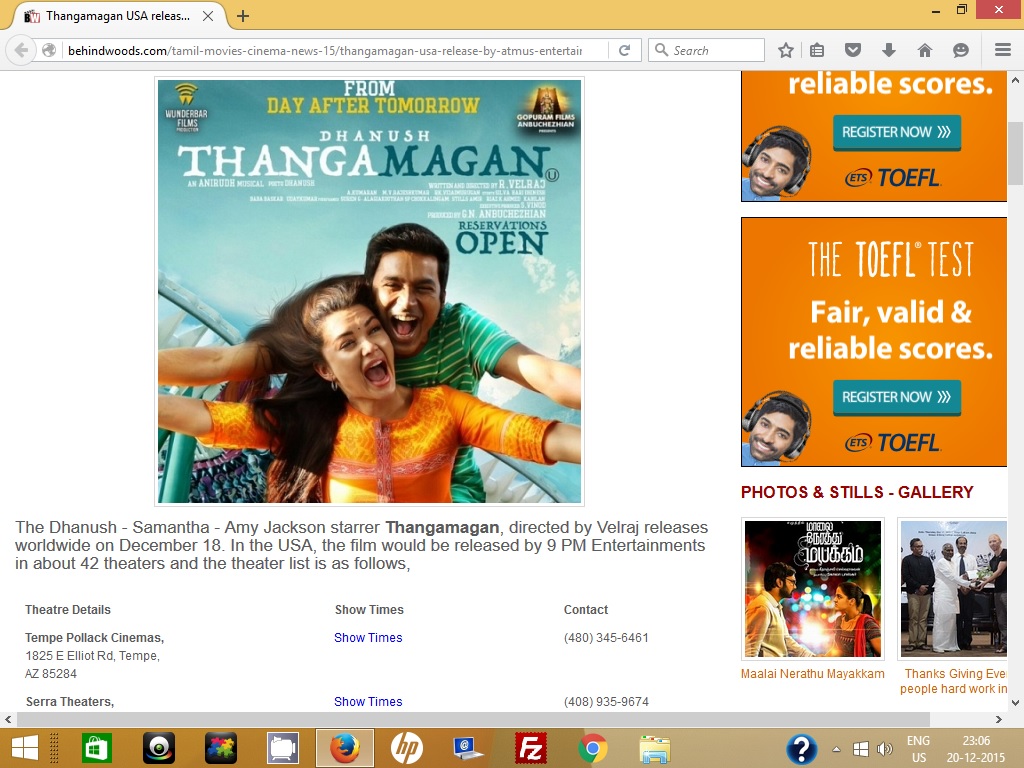 Thangamagan USA releas...
behindwoods.com/tamil-movies-cinema-news-15/thangamagan-usa-release-by-atmus-entertai
Search
WUNDERBAR
FILMS
FROM
DAY AFTER TOMORROW
GOPURAM FILMS
ANBUCHEZHIAN
PRESENTS
DHANUSH
THANGAMAGAN
U
AN ANIRUDH MUSICAL
WRITTEN AND DIRECTED BY R.VELRAJ
PRODUCED BY G.N. ANBUCHEZHIAN
RESERVATIONS
OPEN
The Dhanush - Samantha - Amy Jackson starrer Thangamagan, directed by Velraj releases
worldwide on December 18. In the USA, the film would be released by 9 PM Entertainments
in about 42 theaters and the theater list is as follows,
Theatre Details Show Times Contact
Tempe Pollack Cinemas, Show Times (480) 345-6461
1825 E Elliot Rd, Tempe,
AZ 85284
Serra Theaters, Show Times (408) 935-9674
reliable scores.
REGISTER NOW
ETS TOEFL
THE TOEFL® TEST
Fair, valid &
reliable scores.
REGISTER NOW
ETS TOEFL
PHOTOS & STILLS - GALLERY
மாலை
நேரத்து
மயக்கம்
Maalai Nerathu Mayakkam
Thanks Giving Eve
people hard work in
hp
Fz
?
ENG
US
23:06
20-12-2015